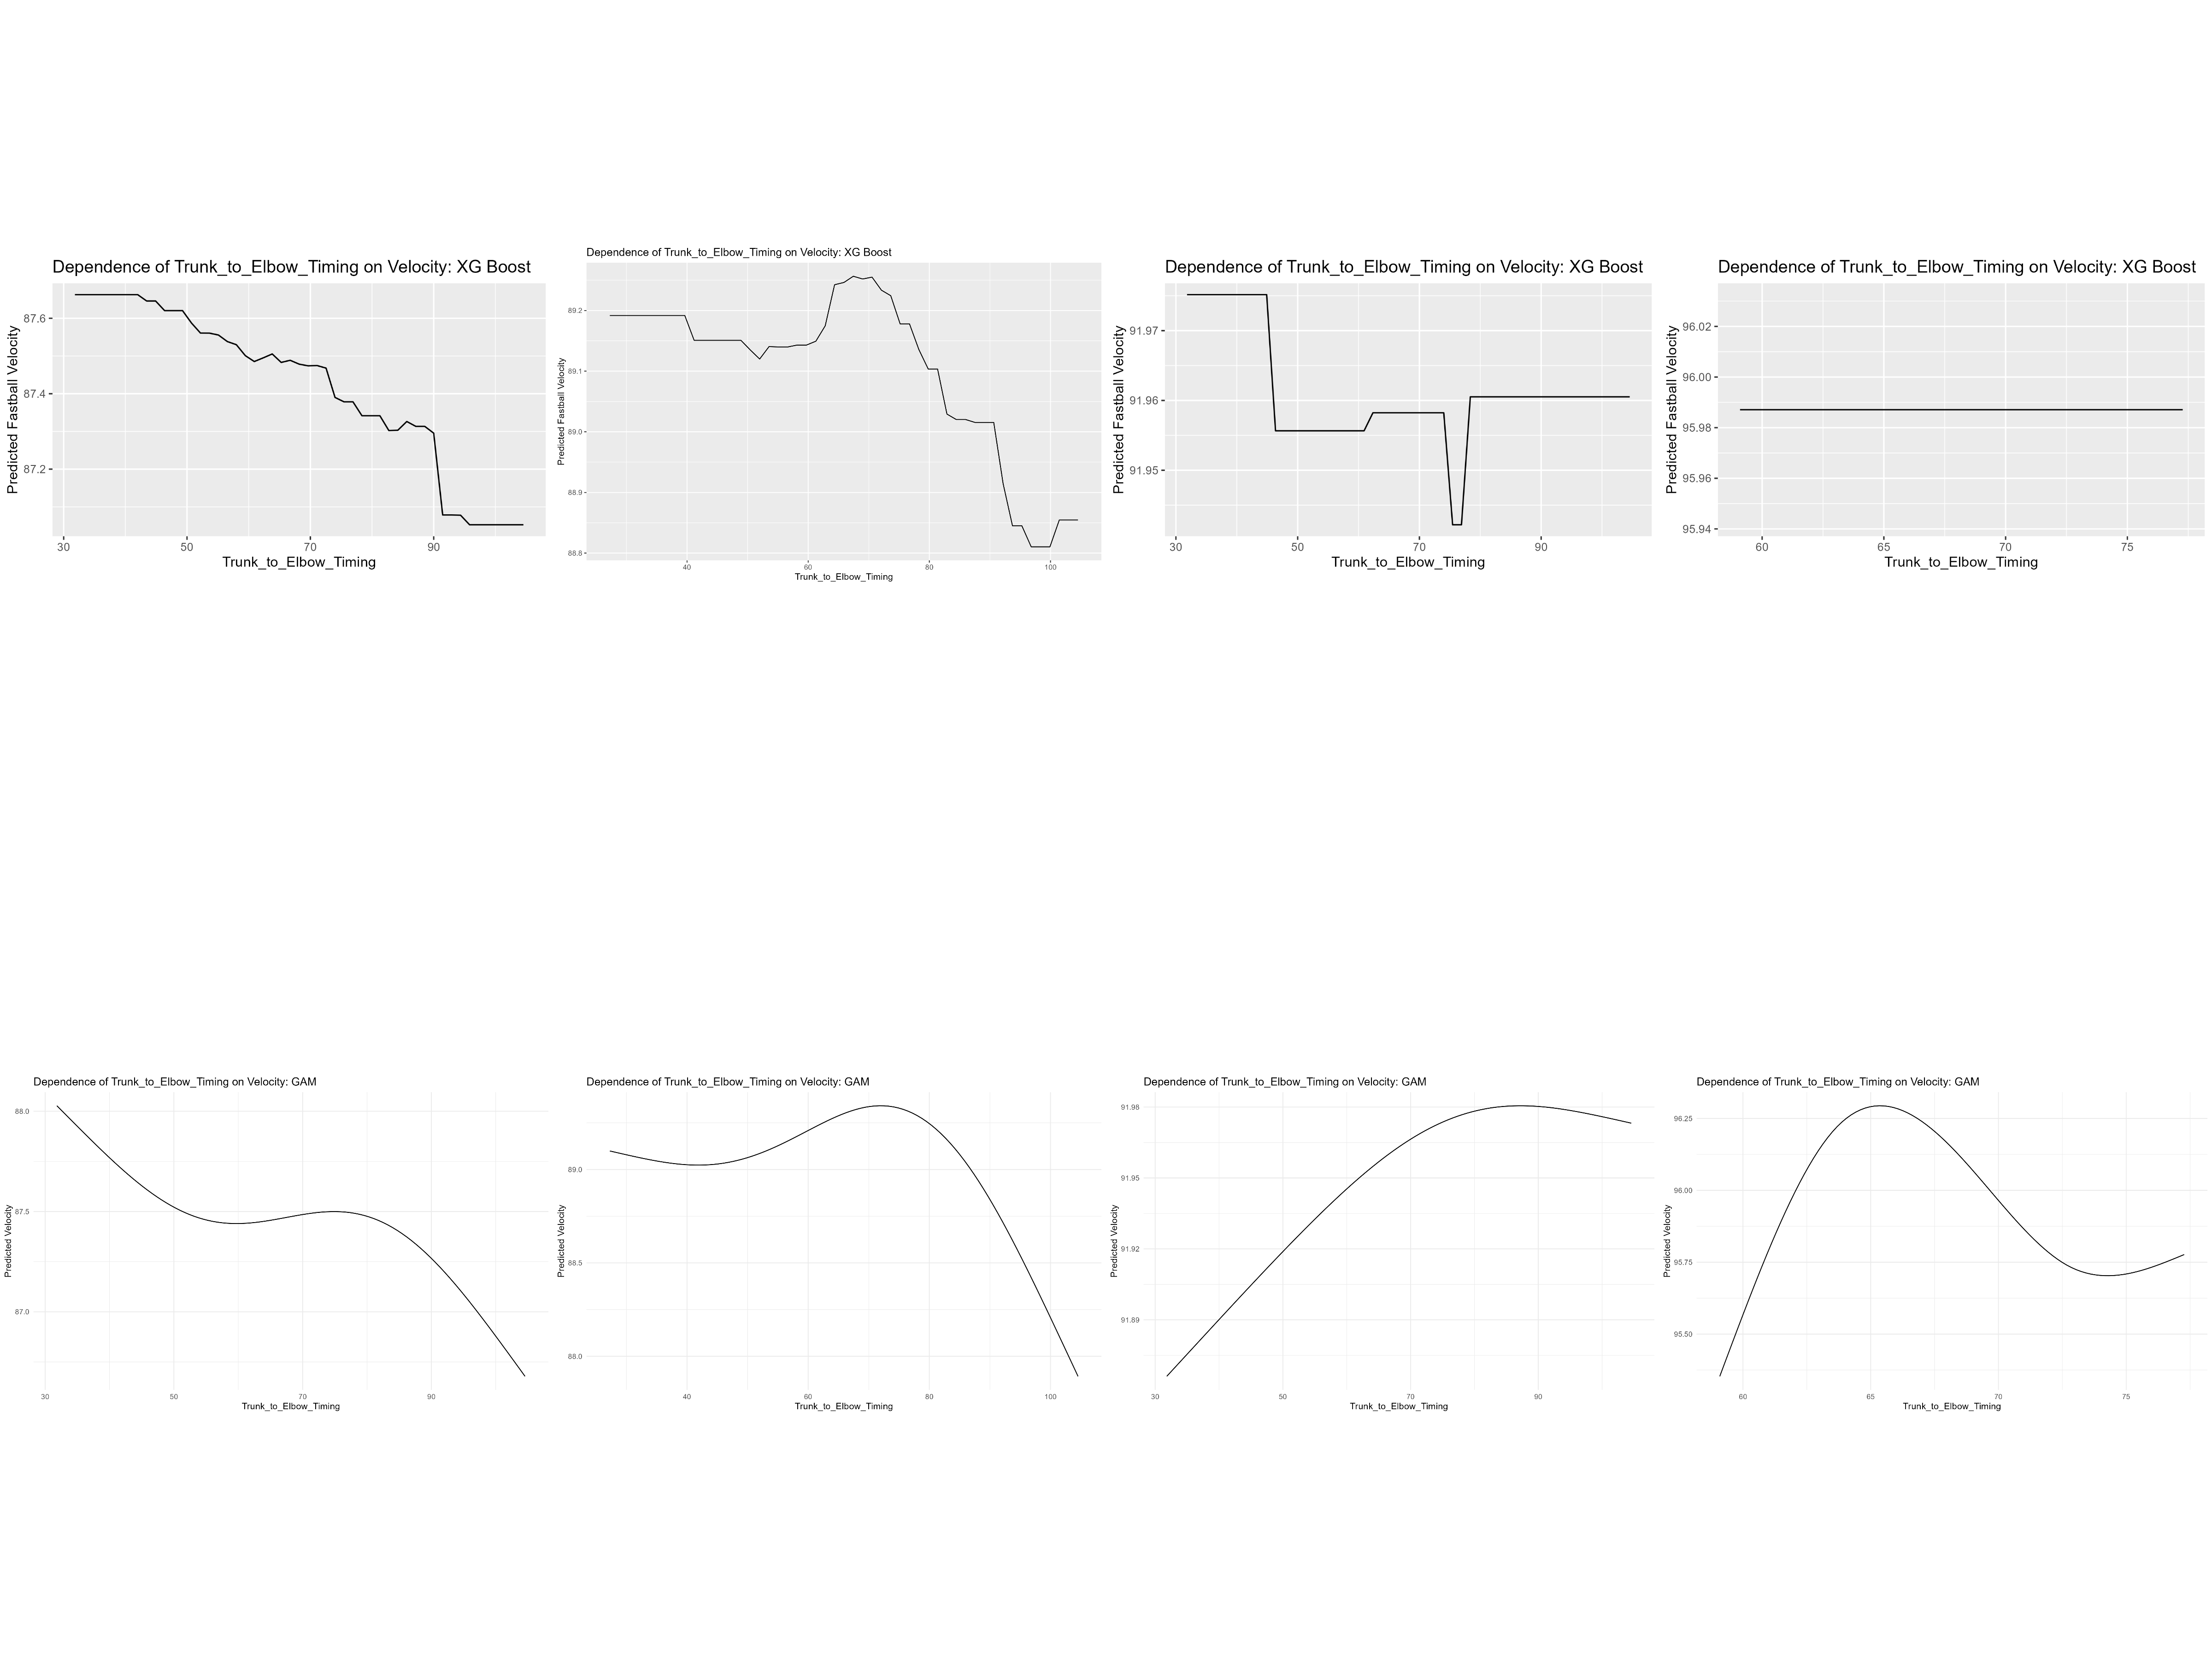 Dependence of Trunk_to_Elbow_Timing on Velocity: XG Boost
Predicted Fastball Velocity
87.6
87.4
87.2
30 50 70 90
Trunk_to_Elbow_Timing
Dependence of Trunk_to_Elbow_Timing on Velocity: XG Boost
Predicted Fastball Velocity
89.2
89.1
89.0
88.9
88.8
40 60 80 100
Trunk_to_Elbow_Timing
Dependence of Trunk_to_Elbow_Timing on Velocity: XG Boost
Predicted Fastball Velocity
91.97
91.96
91.95
30 50 70 90
Trunk_to_Elbow_Timing
Dependence of Trunk_to_Elbow_Timing on Velocity: XG Boost
Predicted Fastball Velocity
96.02
96.00
95.98
95.96
95.94
60 65 70 75
Trunk_to_Elbow_Timing
Dependence of Trunk_to_Elbow_Timing on Velocity: GAM
Predicted Velocity
88.0
87.5
87.0
30 50 70 90
Trunk_to_Elbow_Timing
Dependence of Trunk_to_Elbow_Timing on Velocity: GAM
Predicted Velocity
89.0
88.5
88.0
40 60 80 100
Trunk_to_Elbow_Timing
Dependence of Trunk_to_Elbow_Timing on Velocity: GAM
Predicted Velocity
91.98
91.95
91.92
91.89
30 50 70 90
Trunk_to_Elbow_Timing
Dependence of Trunk_to_Elbow_Timing on Velocity: GAM
Predicted Velocity
96.25
96.00
95.75
95.50
60 65 70 75
Trunk_to_Elbow_Timing